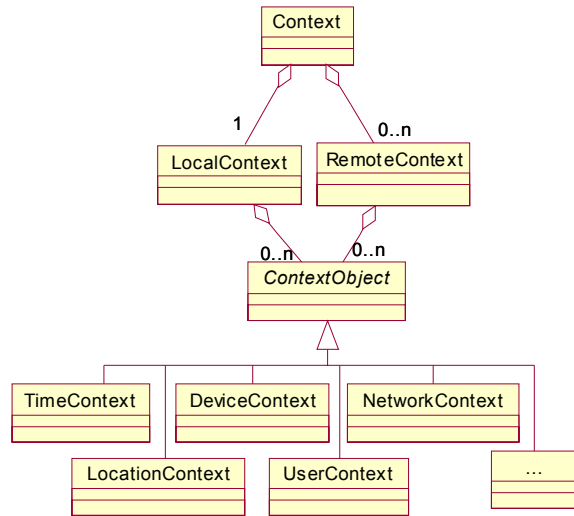 Context
1
0..n
LocalContext
RemoteContext
0..n
0..n
ContextObject
TimeContext
DeviceContext
NetworkContext
LocationContext
UserContext
...